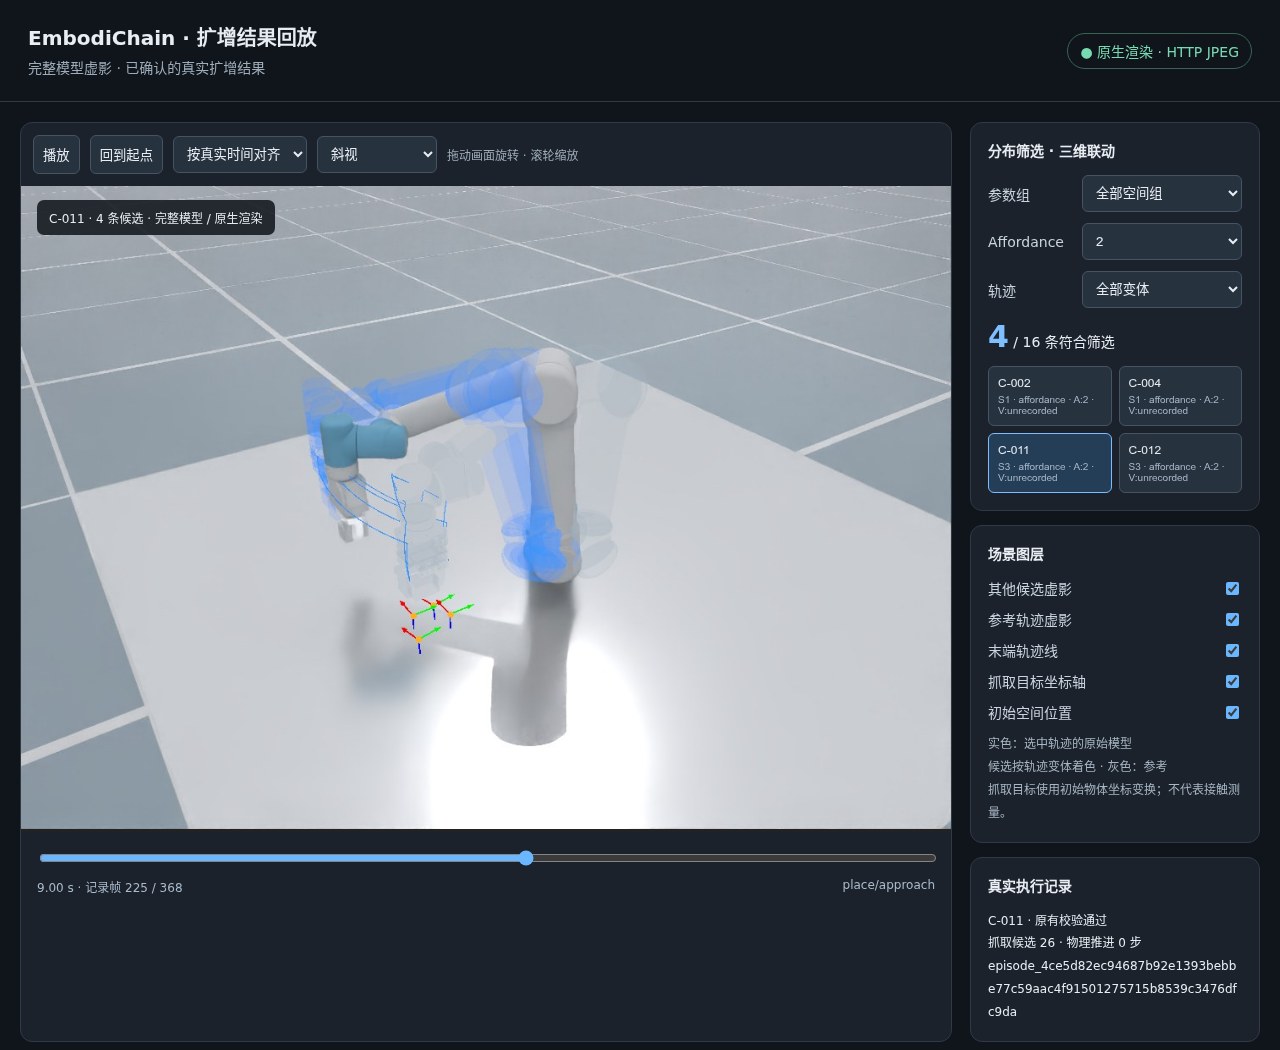 EmbodiChain · 扩增结果回放
完整模型虚影 · 已确认的真实扩增结果
原生渲染 · HTTP JPEG
播放
回到起点
按真实时间对齐
斜视
拖动画面旋转 · 滚轮缩放
C-011 · 4 条候选 · 完整模型 / 原生渲染
9.00 s · 记录帧 225 / 368
place/approach
分布筛选 · 三维联动
参数组
全部空间组
Affordance
2
轨迹
全部变体
4 / 16 条符合筛选
C-002
S1 · affordance · A:2 ·
V:unrecorded
C-004
S1 · affordance · A:2 ·
V:unrecorded
C-011
S3 · affordance · A:2 ·
V:unrecorded
C-012
S3 · affordance · A:2 ·
V:unrecorded
场景图层
其他候选虚影
参考轨迹虚影
末端轨迹线
抓取目标坐标轴
初始空间位置
实色：选中轨迹的原始模型
候选按轨迹变体着色 · 灰色：参考
抓取目标使用初始物体坐标变换；不代表接触测
量。
真实执行记录
C-011 · 原有校验通过
抓取候选 26 · 物理推进 0 步
episode_4ce5d82ec94687b92e1393bebb
e77c59aac4f91501275715b8539c3476df
c9da